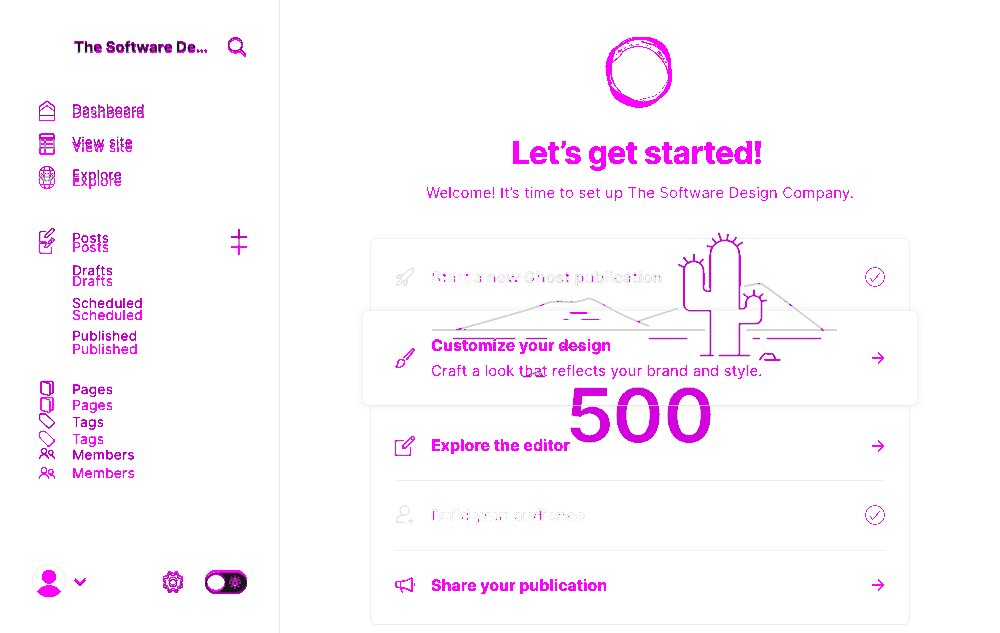 The Software De...
Dashboard
Dashboard
View site
View site
Explore
Explore
Posts
Posts
Drafts
Drafts
Scheduled
Scheduled
Published
Published
Pages
Pages
Tags
Tags
Members
Members
Let's get started!
Welcome! It's time to set up The Software Design Company.
Start a new Ghost publication
Customize your design
Craft a look that reflects your brand and style.
500
Explore the editor
Build your audience
Share your publication